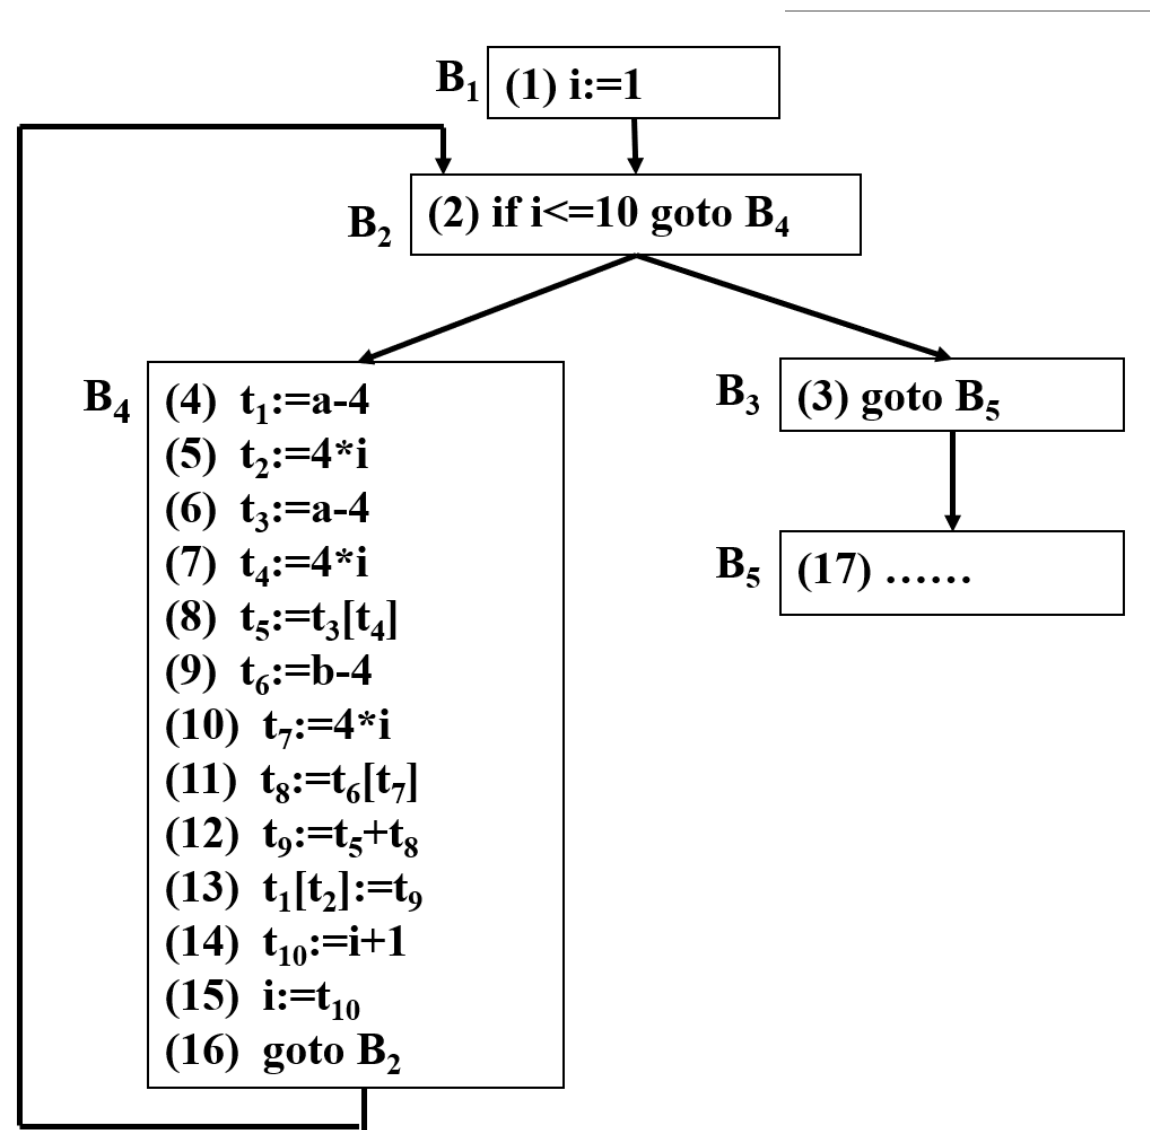 B₁ (1) i:=1
B₂ (2) if i<=10 goto B₄
B₄ (4) t₁:=a-4
(5) t₂:=4*i
(6) t₃:=a-4
(7) t₄:=4*i
(8) t₅:=t₃[t₄]
(9) t₆:=b-4
(10) t₇:=4*i
(11) t₈:=t₆[t₇]
(12) t₉:=t₅+t₈
(13) t₁[t₂]:=t₉
(14) t₁₀:=i+1
(15) i:=t₁₀
(16) goto B₂
B₃ (3) goto B₅
B₅ (17) ......